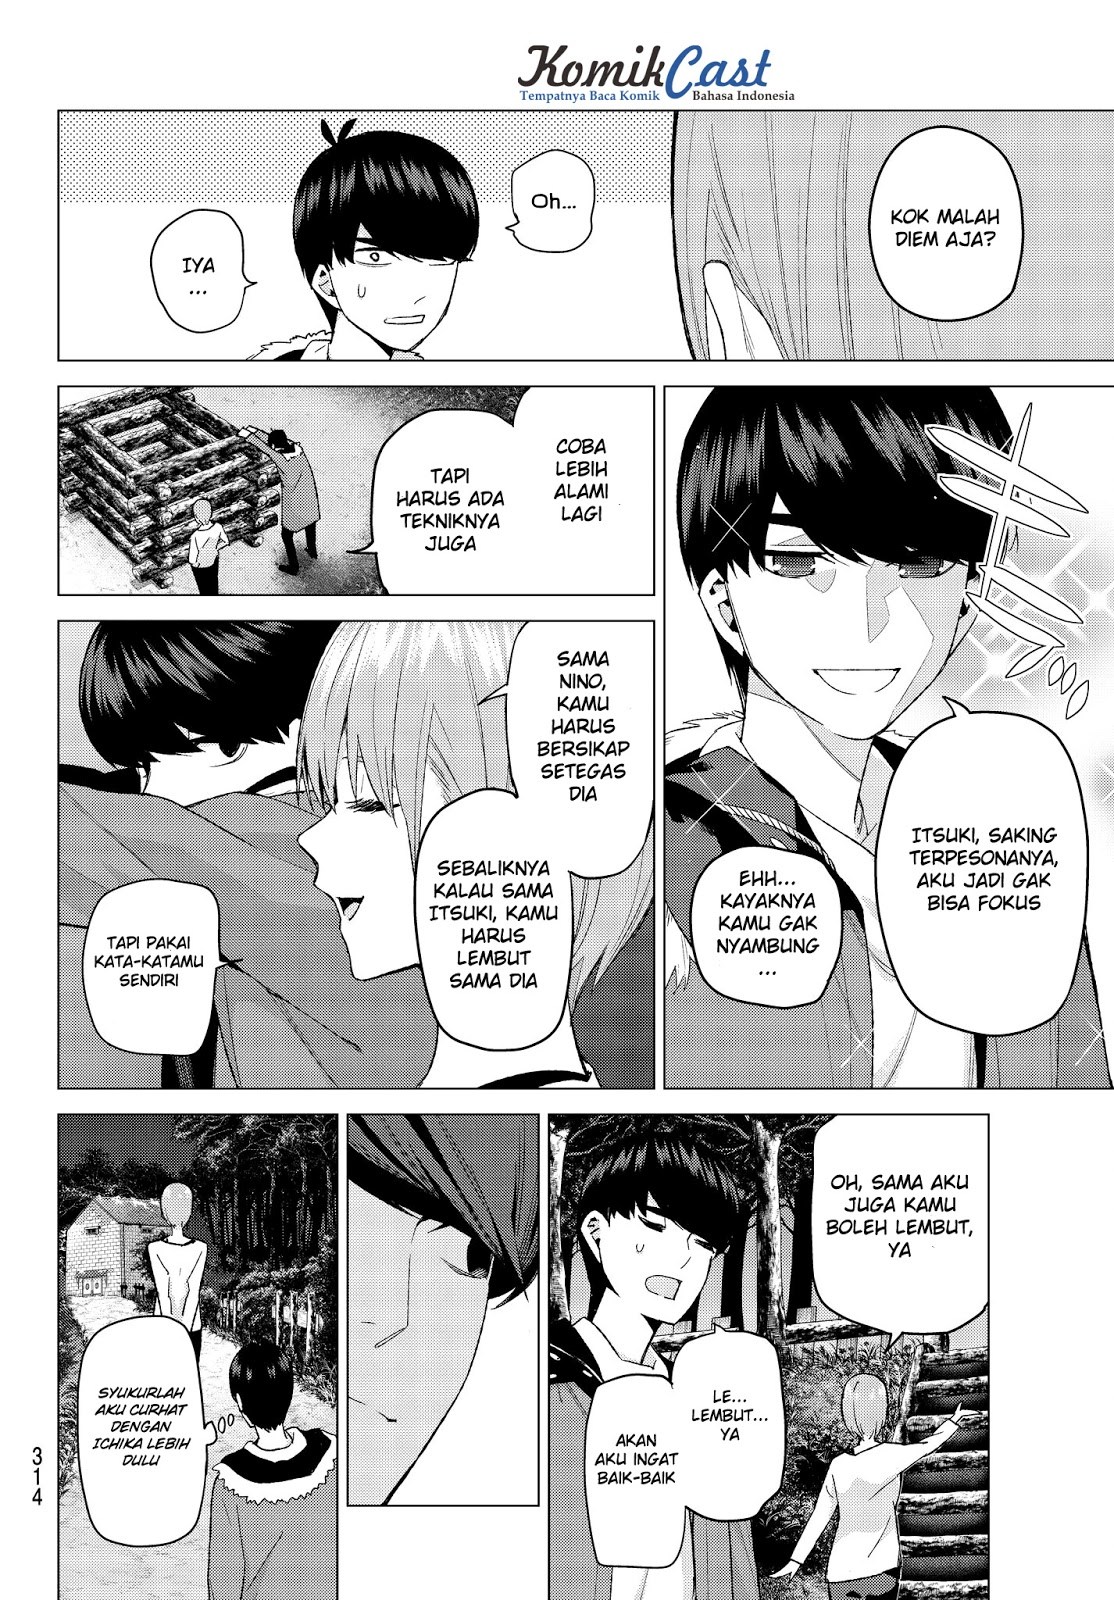 KomikCast
Tempatnya Baca Komik Bahasa Indonesia
KOK MALAH
DIEM AJA?
Oh...
IYA
...
ITSUKI, SAKING
TERPESONANYA,
AKU JADI GAK
BISA FOKUS
EHH...
KAYAKNYA
KAMU GAK
NYAMBUNG
...
COBA
LEBIH
ALAMI
LAGI
TAPI
HARUS ADA
TEKNIKNYA
JUGA
SAMA
NINO,
KAMU
HARUS
BERSIKAP
SETEGAS
DIA
SEBALIKNYA
KALAU SAMA
ITSUKI, KAMU
HARUS
LEMBUT
SAMA DIA
TAPI PAKAI
KATA-KATAMU
SENDIRI
OH, SAMA AKU
JUGA KAMU
BOLEH LEMBUT,
YA
LE...
LEMBUT...
YA
AKAN
AKU INGAT
BAIK-BAIK
SYUKURLAH
AKU CURHAT
DENGAN
ICHIKA LEBIH
DULU
314